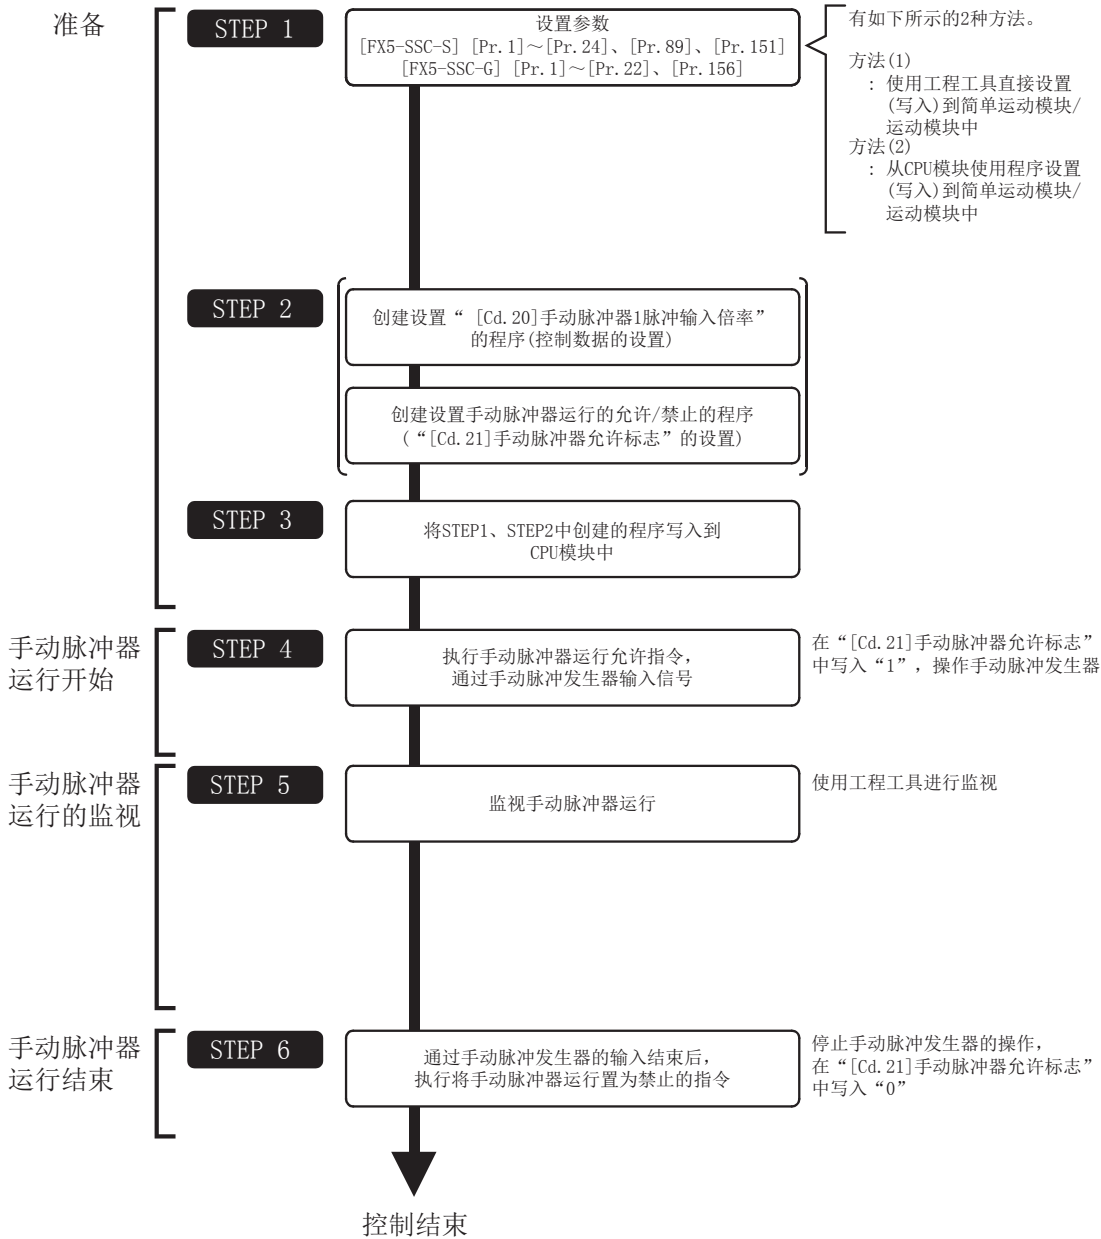 准备
STEP 1
设置参数
[FX5-SSC-S] [Pr.1]～[Pr.24]、[Pr.89]、[Pr.151]
[FX5-SSC-G] [Pr.1]～[Pr.22]、[Pr.156]
有如下所示的2种方法。
方法(1)
: 使用工程工具直接设置
(写入)到简单运动模块/
运动模块中
方法(2)
: 从CPU模块使用程序设置
(写入)到简单运动模块/
运动模块中
STEP 2
创建设置“ [Cd.20]手动脉冲器1脉冲输入倍率”
的程序(控制数据的设置)
创建设置手动脉冲器运行的允许/禁止的程序
(“[Cd.21]手动脉冲器允许标志”的设置)
STEP 3
将STEP1、STEP2中创建的程序写入到
CPU模块中
手动脉冲器
运行开始
STEP 4
执行手动脉冲器运行允许指令，
通过手动脉冲发生器输入信号
在“[Cd.21]手动脉冲器允许标志”
中写入“1”，操作手动脉冲发生器
手动脉冲器
运行的监视
STEP 5
监视手动脉冲器运行
使用工程工具进行监视
手动脉冲器
运行结束
STEP 6
通过手动脉冲发生器的输入结束后，
执行将手动脉冲器运行置为禁止的指令
停止手动脉冲发生器的操作，
在“[Cd.21]手动脉冲器允许标志”
中写入“0”
控制结束